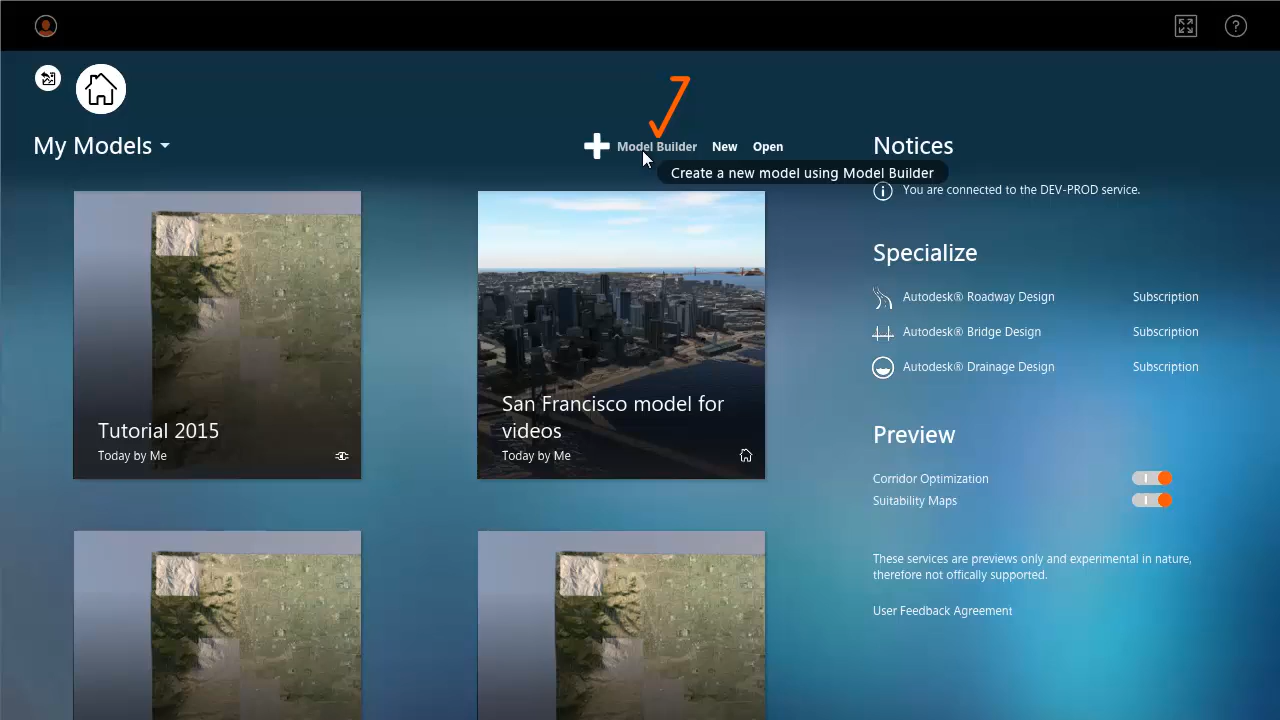 My Models
Model Builder New Open
Create a new model using Model Builder
Tutorial 2015
Today by Me
San Francisco model for
videos
Today by Me
Notices
You are connected to the DEV-PROD service.
Specialize
Autodesk® Roadway Design Subscription
Autodesk® Bridge Design Subscription
Autodesk® Drainage Design Subscription
Preview
Corridor Optimization
Suitability Maps
These services are previews only and experimental in nature,
therefore not offically supported.
User Feedback Agreement